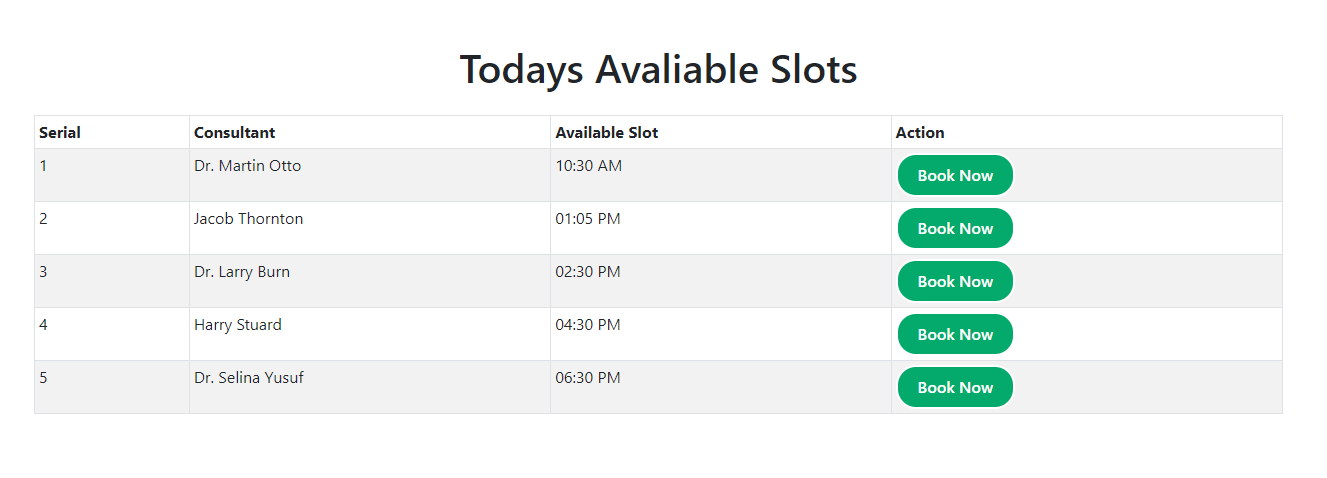 Todays Avaliable Slots
Serial Consultant Available Slot Action
1 Dr. Martin Otto 10:30 AM Book Now
2 Jacob Thornton 01:05 PM Book Now
3 Dr. Larry Burn 02:30 PM Book Now
4 Harry Stuard 04:30 PM Book Now
5 Dr. Selina Yusuf 06:30 PM Book Now